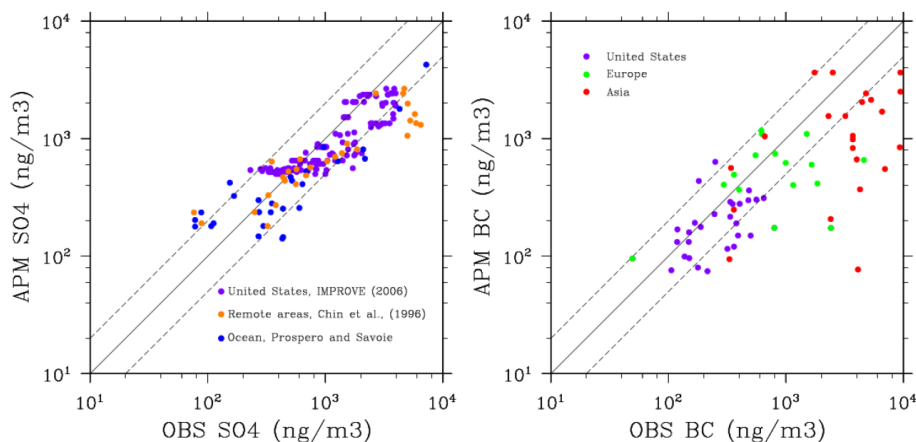 10⁴
10³
10²
10¹
APM SO4 (ng/m3)
United States, IMPROVE (2006)
Remote areas, Chin et al., (1996)
Ocean, Prospero and Savoie
10¹ 10² 10³ 10⁴
OBS SO4 (ng/m3)
10⁴
10³
10²
10¹
APM BC (ng/m3)
United States
Europe
Asia
10¹ 10² 10³ 10⁴
OBS BC (ng/m3)